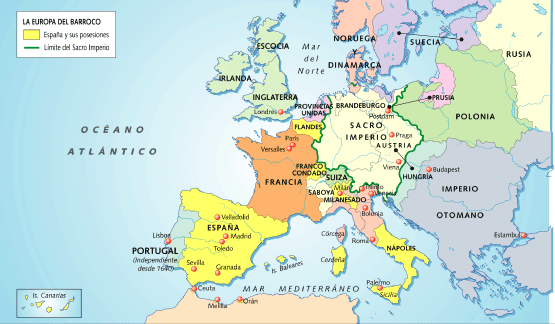 LA EUROPA DEL BARROCO
España y sus posesiones
Límite del Sacro Imperio
NORUEGA
Y
DINAMARCA
SUECIA
RUSIA
ESCOCIA
Mar
del
Norte
IRLANDA
INGLATERRA
Londres
PROVINCIAS
UNIDAS
BRANDEBURGO
Postdam
PRUSIA
POLONIA
FLANDES
SACRO
IMPERIO
Praga
AUSTRIA
Viena
HUNGRÍA
Budapest
OCÉANO
ATLÁNTICO
París
Versalles
FRANCIA
FRANCO
CONDADO
SUIZA
SABOYA
Milán
MILANESADO
Trento
Venecia
Bolonia
IMPERIO
OTOMANO
Estambul
Córcega
Roma
NÁPOLES
Cerdeña
Valladolid
ESPAÑA
Madrid
Toledo
Lisboa
PORTUGAL
(Independiente
desde 1640)
Sevilla
Granada
Is. Baleares
Palermo
Sicilia
MAR MEDITERRÁNEO
Ceuta
Melilla
Orán
Is. Canarias